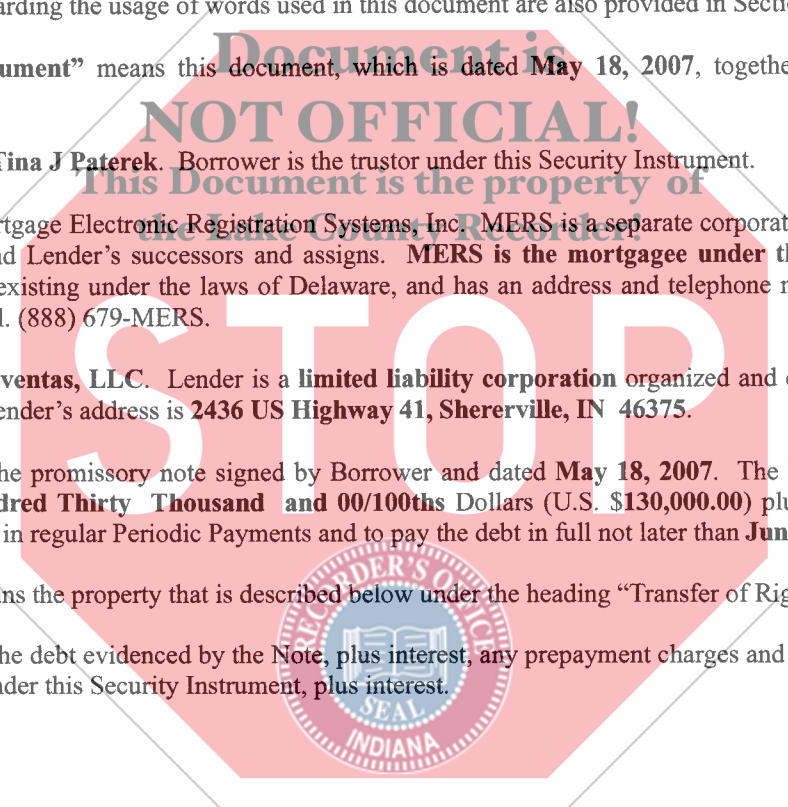 arding the usage of words used in this document are also provided in Secti
Document is
ument” means this document, which is dated May 18, 2007, togethe
NOT OFFICIAL!
Tina J Paterek. Borrower is the trustor under this Security Instrument.
This Document is the property of
rtgage Electronic Registration Systems, Inc. MERS is a separate corporat
the Lake County Recorder!
nd Lender’s successors and assigns. MERS is the mortgagee under t
existing under the laws of Delaware, and has an address and telephone n
l. (888) 679-MERS.
STOP
ventas, LLC. Lender is a limited liability corporation organized and
ender’s address is 2436 US Highway 41, Shererville, IN 46375.
he promissory note signed by Borrower and dated May 18, 2007. The
dred Thirty Thousand and 00/100ths Dollars (U.S. $130,000.00) plu
in regular Periodic Payments and to pay the debt in full not later than Jun
ns the property that is described below under the heading “Transfer of Rig
he debt evidenced by the Note, plus interest, any prepayment charges and
nder this Security Instrument, plus interest.
RECORDER'S OFFICE
SEAL
INDIANA